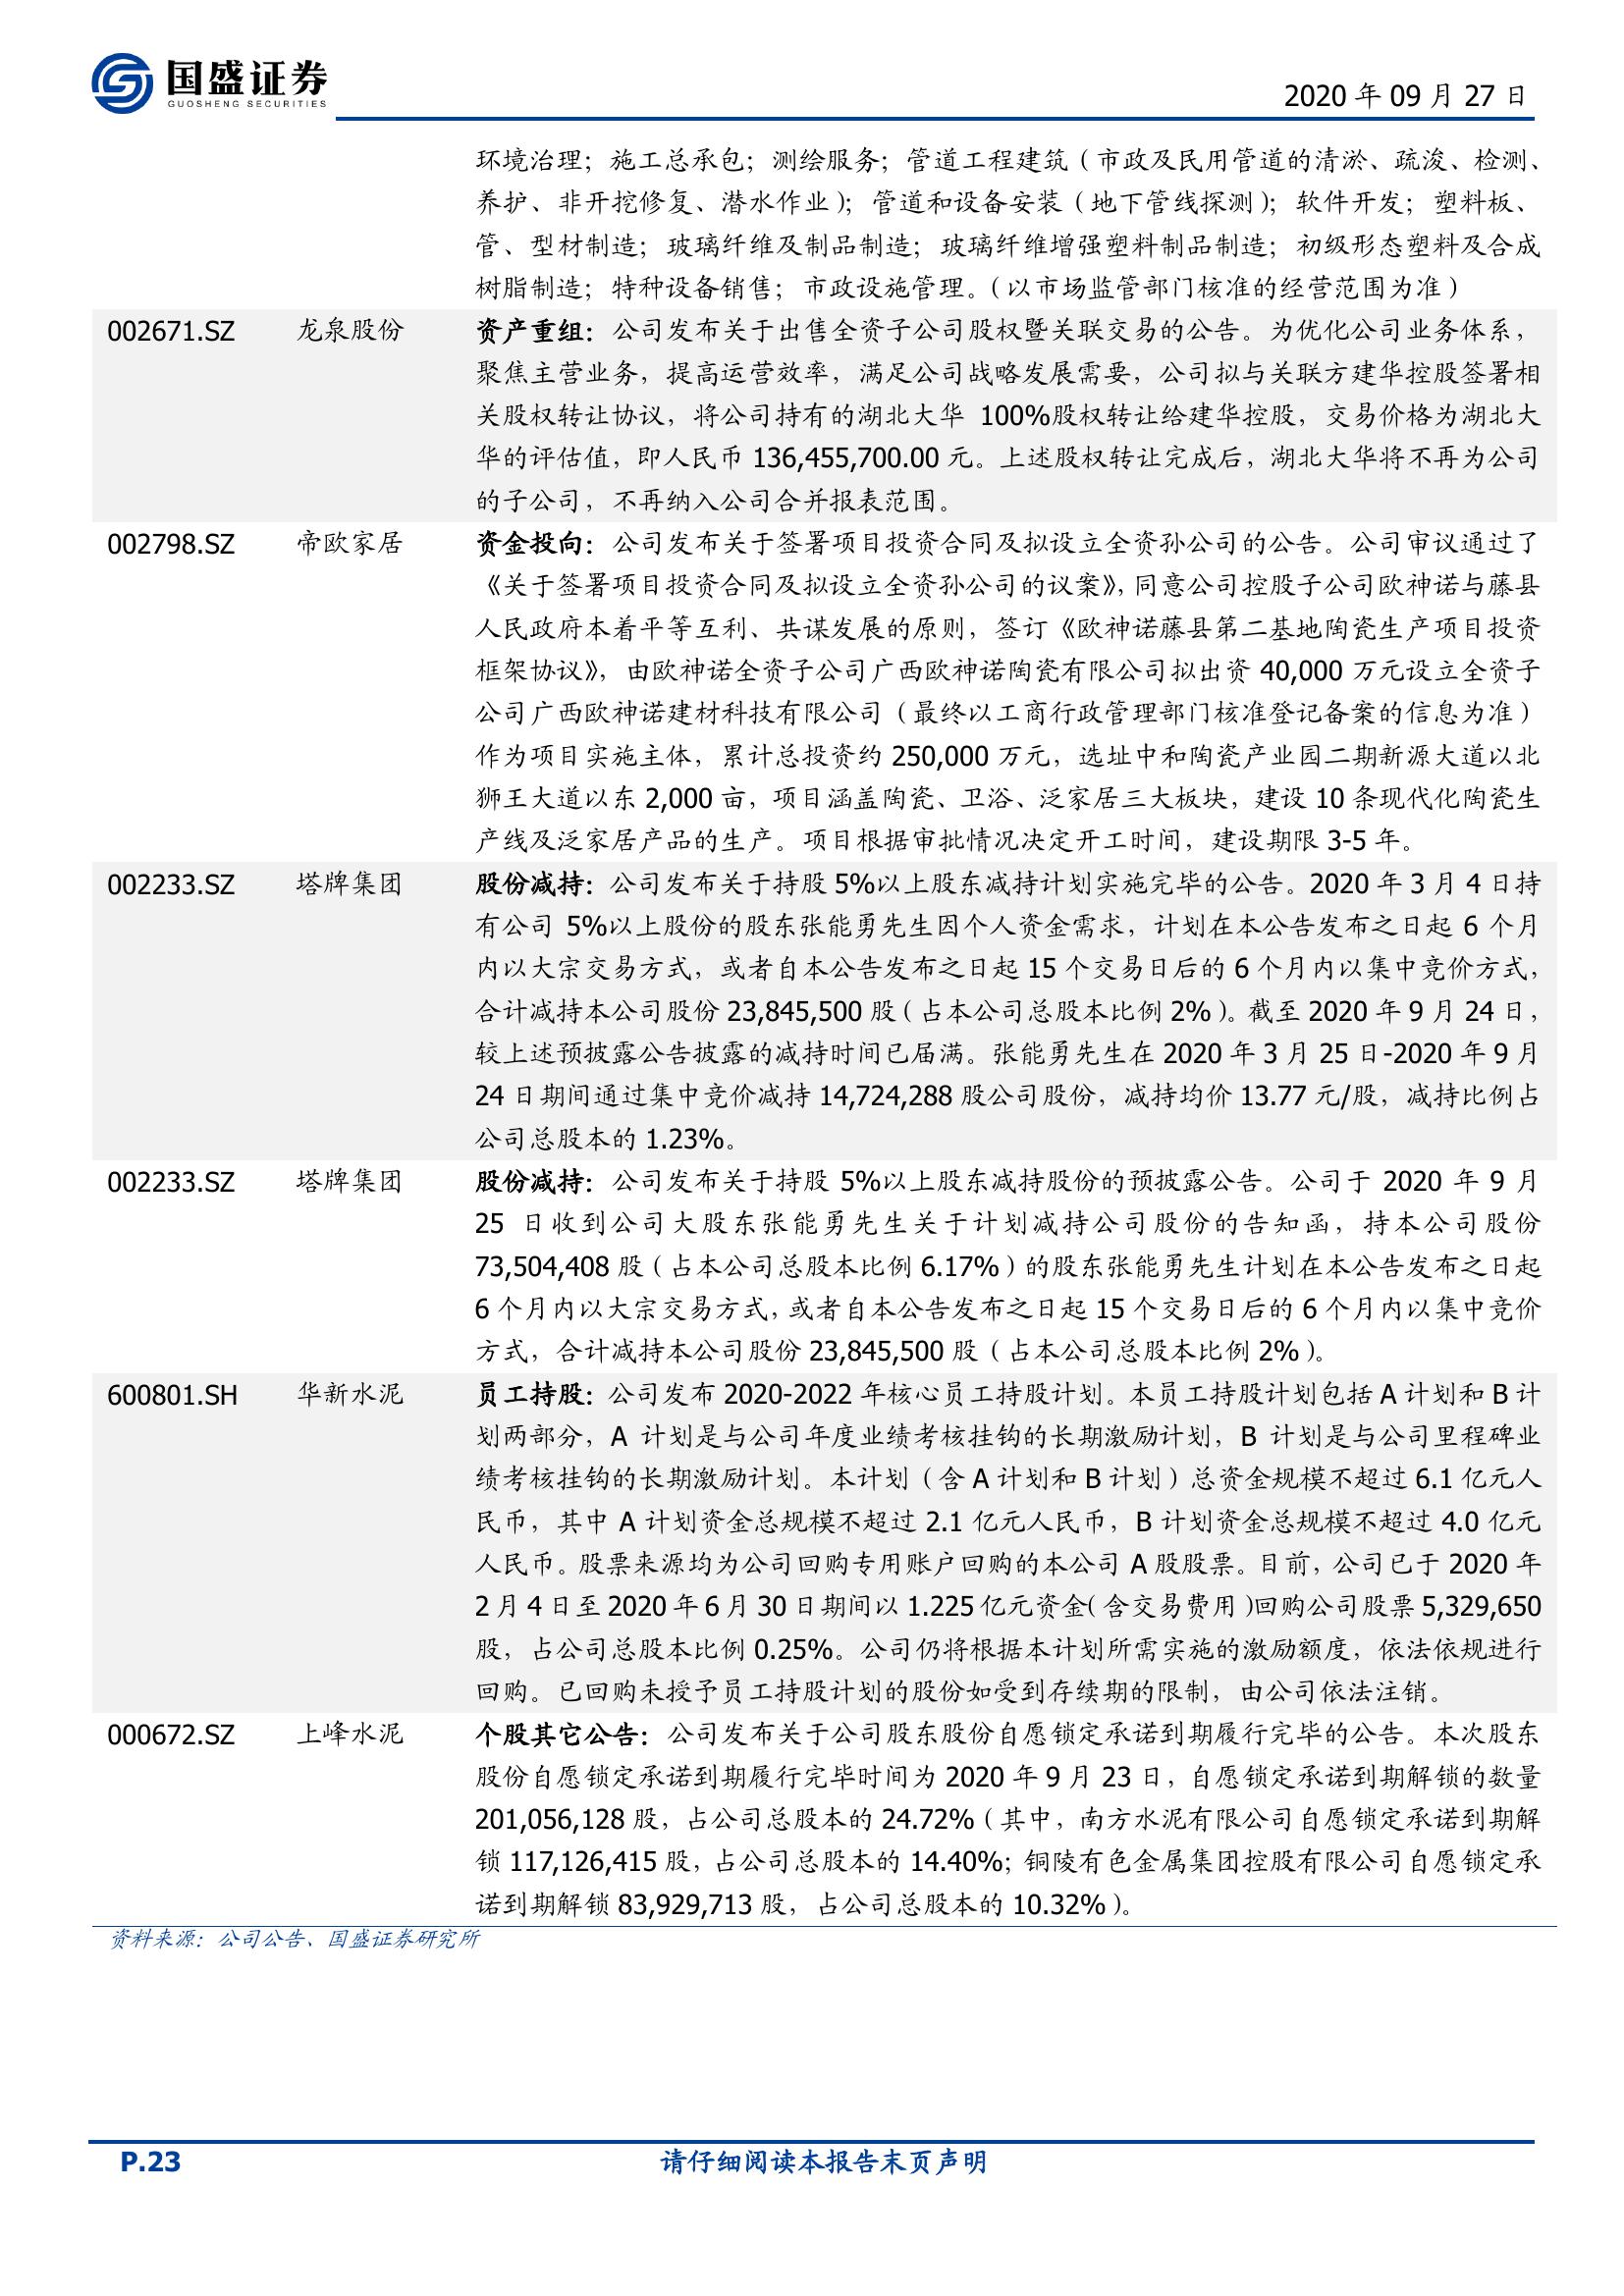 国盛证券
GUOSHENG SECURITIES
2020 年 09 月 27 日
环境治理；施工总承包；测绘服务；管道工程建筑（市政及民用管道的清淤、疏浚、检测、
养护、非开挖修复、潜水作业）；管道和设备安装（地下管线探测）；软件开发；塑料板、
管、型材制造；玻璃纤维及制品制造；玻璃纤维增强塑料制品制造；初级形态塑料及合成
树脂制造；特种设备销售；市政设施管理。（以市场监管部门核准的经营范围为准）
002671.SZ 龙泉股份 资产重组：公司发布关于出售全资子公司股权暨关联交易的公告。为优化公司业务体系，
聚焦主营业务，提高运营效率，满足公司战略发展需要，公司拟与关联方建华控股签署相
关股权转让协议，将公司持有的湖北大华 100%股权转让给建华控股，交易价格为湖北大
华的评估值，即人民币 136,455,700.00 元。上述股权转让完成后，湖北大华将不再为公司
的子公司，不再纳入公司合并报表范围。
002798.SZ 帝欧家居 资金投向：公司发布关于签署项目投资合同及拟设立全资孙公司的公告。公司审议通过了
《关于签署项目投资合同及拟设立全资孙公司的议案》，同意公司控股子公司欧神诺与藤县
人民政府本着平等互利、共谋发展的原则，签订《欧神诺藤县第二基地陶瓷生产项目投资
框架协议》，由欧神诺全资子公司广西欧神诺陶瓷有限公司拟出资 40,000 万元设立全资子
公司广西欧神诺建材科技有限公司（最终以工商行政管理部门核准登记备案的信息为准）
作为项目实施主体，累计总投资约 250,000 万元，选址中和陶瓷产业园二期新源大道以北
狮王大道以东 2,000 亩，项目涵盖陶瓷、卫浴、泛家居三大板块，建设 10 条现代化陶瓷生
产线及泛家居产品的生产。项目根据审批情况决定开工时间，建设期限 3-5 年。
002233.SZ 塔牌集团 股份减持：公司发布关于持股 5%以上股东减持计划实施完毕的公告。2020 年 3 月 4 日持
有公司 5%以上股份的股东张能勇先生因个人资金需求，计划在本公告发布之日起 6 个月
内以大宗交易方式，或者自本公告发布之日起 15 个交易日后的 6 个月内以集中竞价方式，
合计减持本公司股份 23,845,500 股（占本公司总股本比例 2%）。截至 2020 年 9 月 24 日，
较上述预披露公告披露的减持时间已届满。张能勇先生在 2020 年 3 月 25 日-2020 年 9 月
24 日期间通过集中竞价减持 14,724,288 股公司股份，减持均价 13.77 元/股，减持比例占
公司总股本的 1.23%。
002233.SZ 塔牌集团 股份减持：公司发布关于持股 5%以上股东减持股份的预披露公告。公司于 2020 年 9 月
25 日收到公司大股东张能勇先生关于计划减持公司股份的告知函，持本公司股份
73,504,408 股（占本公司总股本比例 6.17%）的股东张能勇先生计划在本公告发布之日起
6 个月内以大宗交易方式，或者自本公告发布之日起 15 个交易日后的 6 个月内以集中竞价
方式，合计减持本公司股份 23,845,500 股（占本公司总股本比例 2%）。
600801.SH 华新水泥 员工持股：公司发布 2020-2022 年核心员工持股计划。本员工持股计划包括 A 计划和 B 计
划两部分，A 计划是与公司年度业绩考核挂钩的长期激励计划，B 计划是与公司里程碑业
绩考核挂钩的长期激励计划。本计划（含 A 计划和 B 计划）总资金规模不超过 6.1 亿元人
民币，其中 A 计划资金总规模不超过 2.1 亿元人民币，B 计划资金总规模不超过 4.0 亿元
人民币。股票来源均为公司回购专用账户回购的本公司 A 股股票。目前，公司已于 2020 年
2 月 4 日至 2020 年 6 月 30 日期间以 1.225 亿元资金（含交易费用）回购公司股票 5,329,650
股，占公司总股本比例 0.25%。公司仍将根据本计划所需实施的激励额度，依法依规进行
回购。已回购未授予员工持股计划的股份如受到存续期的限制，由公司依法注销。
000672.SZ 上峰水泥 个股其它公告：公司发布关于公司股东股份自愿锁定承诺到期履行完毕的公告。本次股东
股份自愿锁定承诺到期履行完毕时间为 2020 年 9 月 23 日，自愿锁定承诺到期解锁的数量
201,056,128 股，占公司总股本的 24.72%（其中，南方水泥有限公司自愿锁定承诺到期解
锁 117,126,415 股，占公司总股本的 14.40%；铜陵有色金属集团控股有限公司自愿锁定承
诺到期解锁 83,929,713 股，占公司总股本的 10.32%）。
资料来源：公司公告、国盛证券研究所
P.23 请仔细阅读本报告末页声明